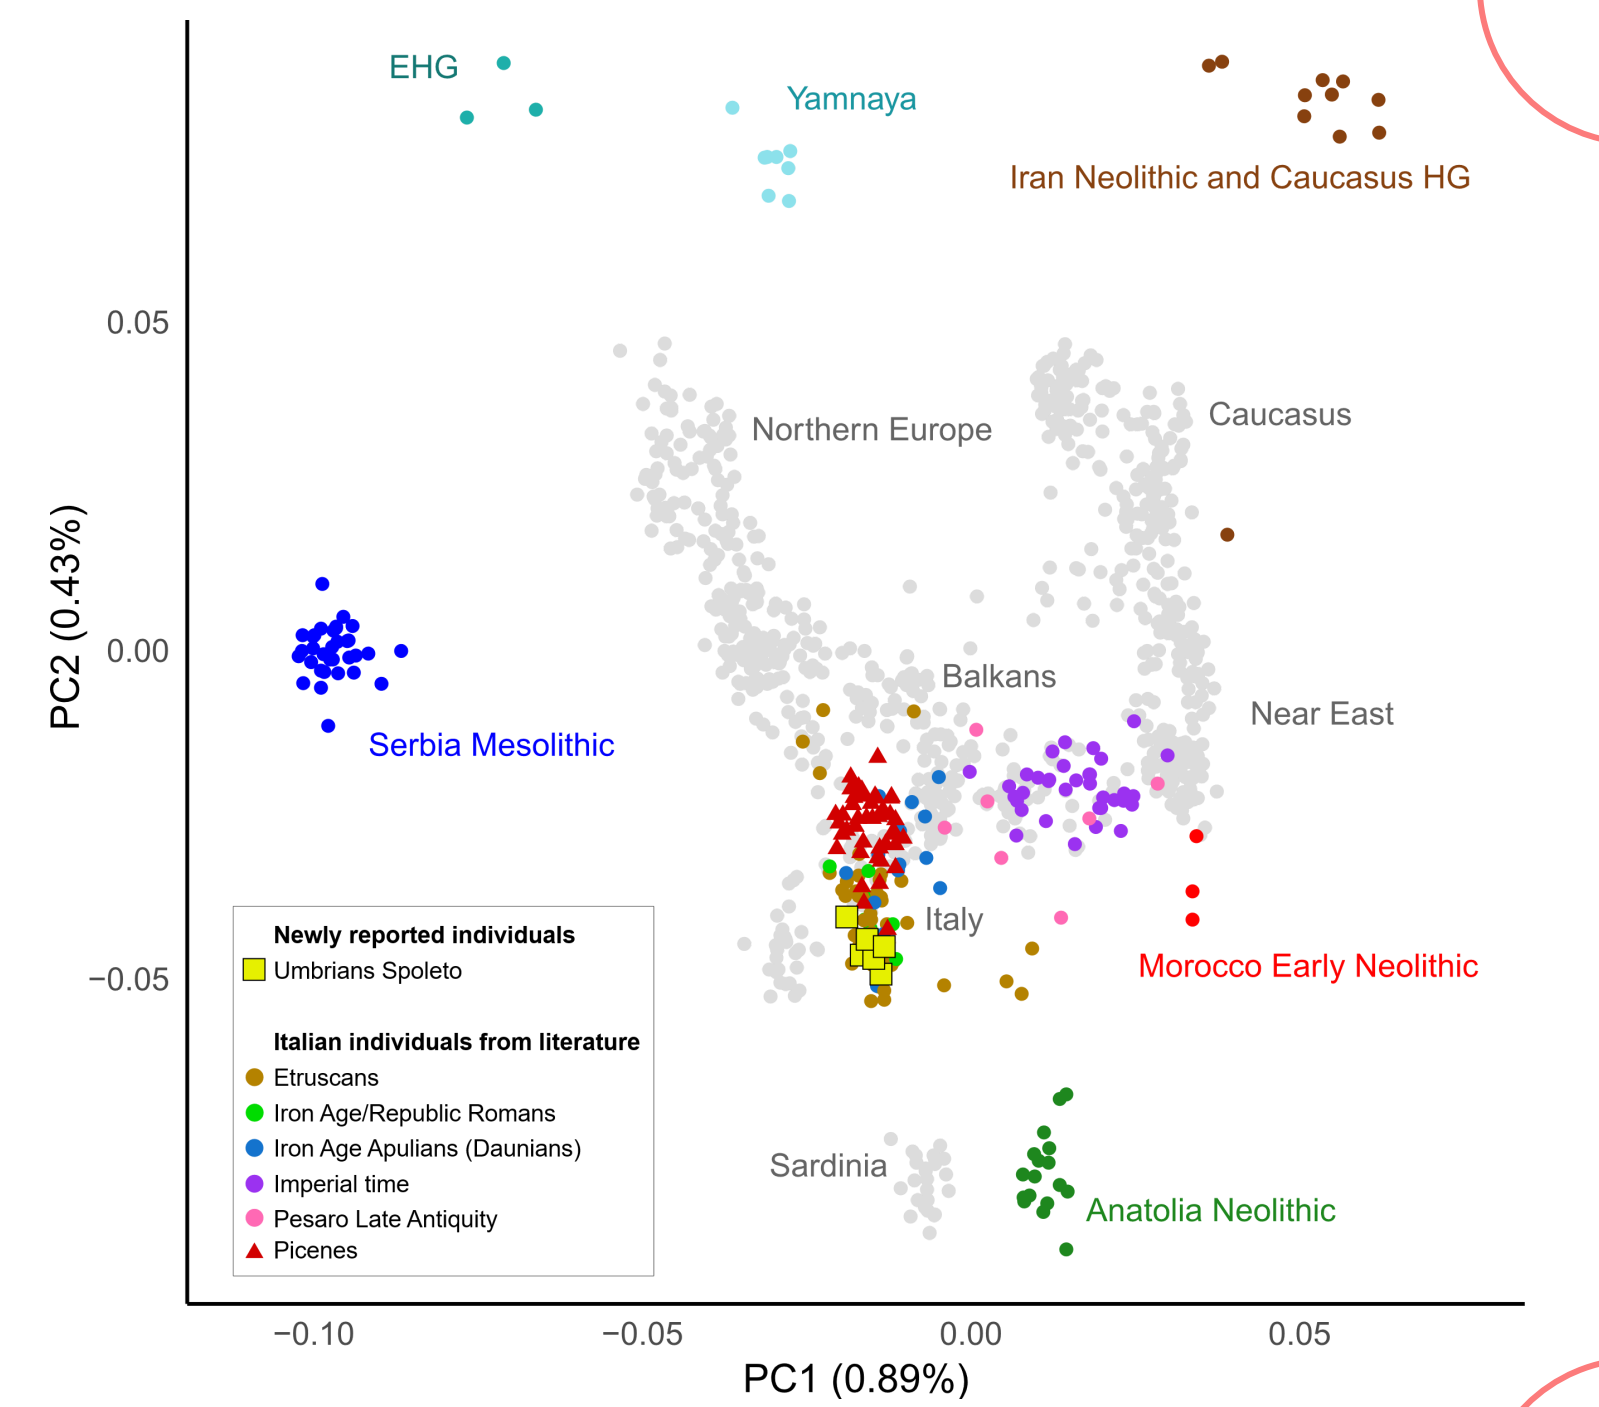 EHG
Yamnaya
Iran Neolithic and Caucasus HG
0.05
Northern Europe
Caucasus
PC2 (0.43%)
0.00
Balkans
Near East
Serbia Mesolithic
Italy
Morocco Early Neolithic
−0.05
Newly reported individuals
Umbrians Spoleto
Italian individuals from literature
Etruscans
Iron Age/Republic Romans
Iron Age Apulians (Daunians)
Imperial time
Pesaro Late Antiquity
Picenes
Sardinia
Anatolia Neolithic
−0.10
−0.05
0.00
0.05
PC1 (0.89%)